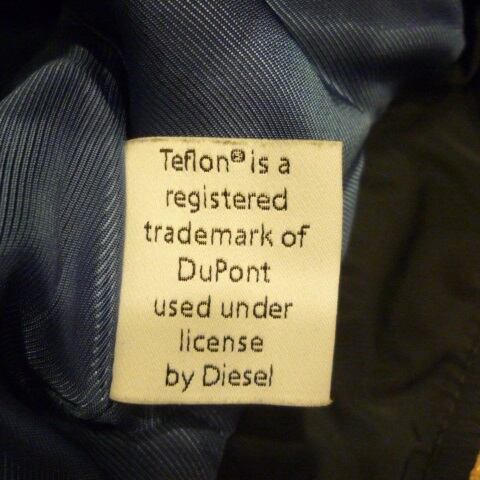 Teflon® is a
registered
trademark of
DuPont
used under
license
by Diesel